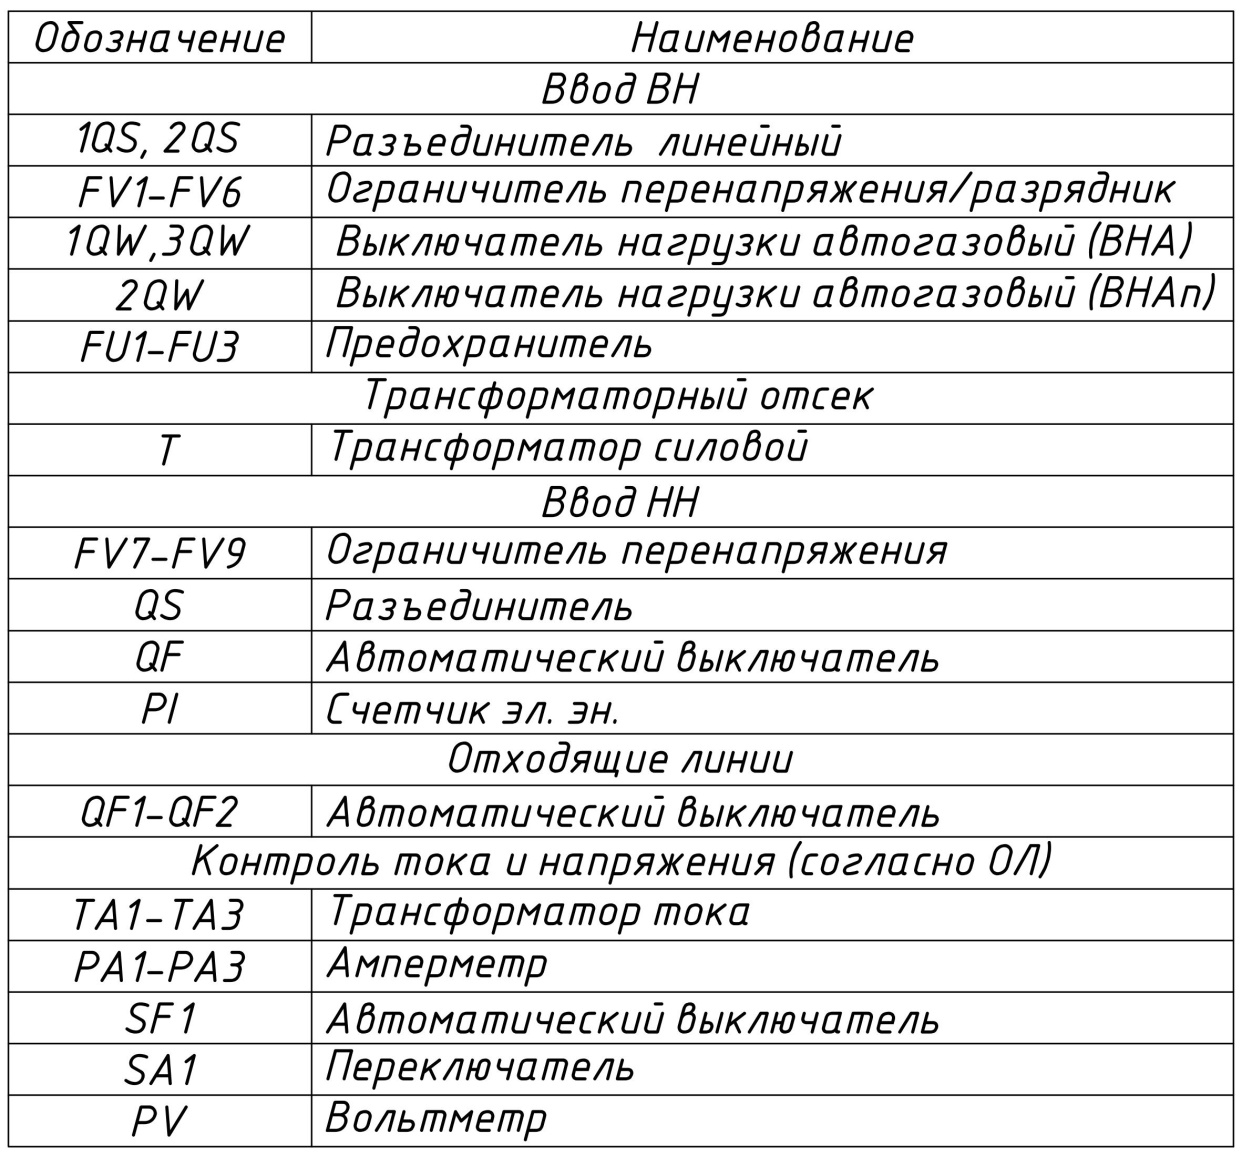 Обозначение Наименование
Ввод ВН
1QS, 2QS Разъединитель линейный
FV1-FV6 Ограничитель перенапряжения/разрядник
1QW,3QW Выключатель нагрузки автогазовый (ВНА)
2QW Выключатель нагрузки автогазовый (ВНАп)
FU1-FU3 Предохранитель
Трансформаторный отсек
T Трансформатор силовой
Ввод НН
FV7-FV9 Ограничитель перенапряжения
QS Разъединитель
QF Автоматический выключатель
PI Счетчик эл. эн.
Отходящие линии
QF1-QF2 Автоматический выключатель
Контроль тока и напряжения (согласно ОЛ)
TA1-TA3 Трансформатор тока
PA1-PA3 Амперметр
SF1 Автоматический выключатель
SA1 Переключатель
PV Вольтметр